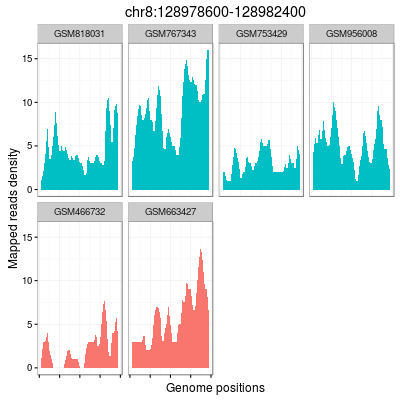 chr8:128978600-128982400
GSM818031 GSM767343 GSM753429 GSM956008
15
10
5
0
Mapped reads density
GSM466732 GSM663427
15
10
5
0
Genome positions